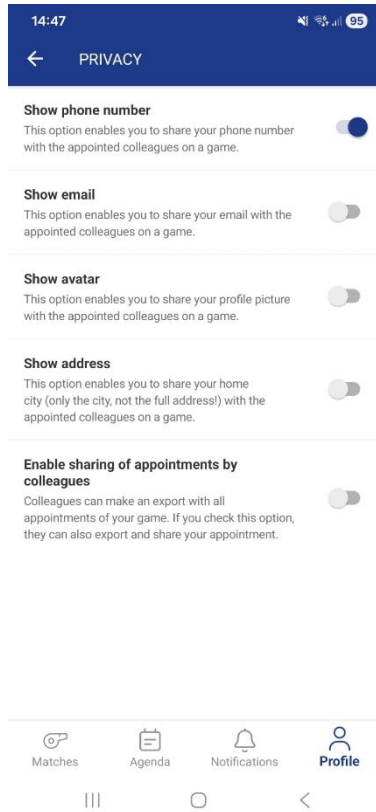 14:47
95
PRIVACY
Show phone number
This option enables you to share your phone number
with the appointed colleagues on a game.
Show email
This option enables you to share your email with the
appointed colleagues on a game.
Show avatar
This option enables you to share your profile picture
with the appointed colleagues on a game.
Show address
This option enables you to share your home
city (only the city, not the full address!) with the
appointed colleagues on a game.
Enable sharing of appointments by
colleagues
Colleagues can make an export with all
appointments of your game. If you check this option,
they can also export and share your appointment.
Matches Agenda Notifications Profile